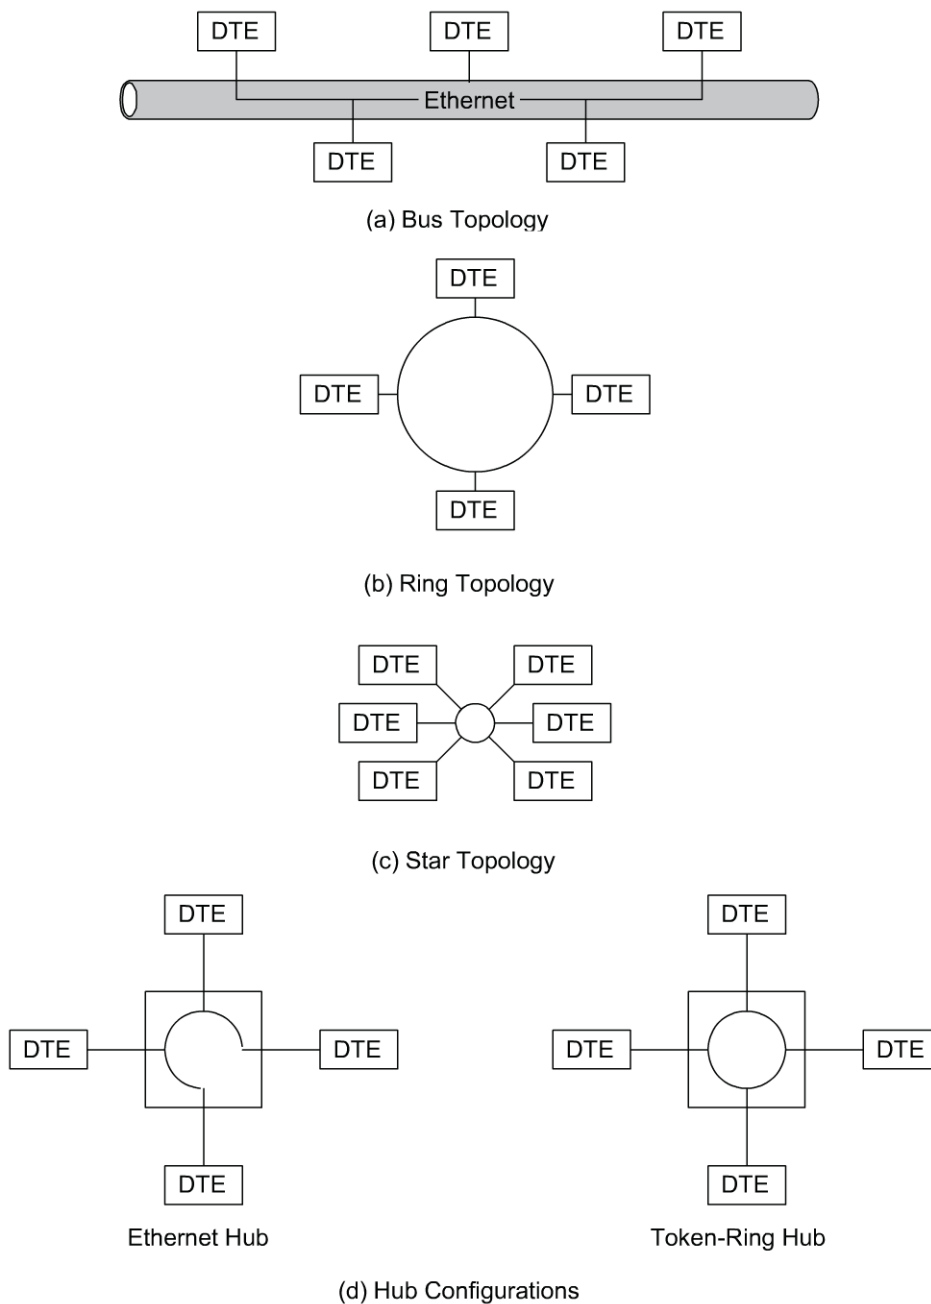 DTE DTE DTE
Ethernet
DTE DTE
(a) Bus Topology
DTE
DTE DTE
DTE
(b) Ring Topology
DTE DTE
DTE DTE
DTE DTE
(c) Star Topology
DTE DTE
DTE DTE DTE DTE
DTE DTE
Ethernet Hub Token-Ring Hub
(d) Hub Configurations